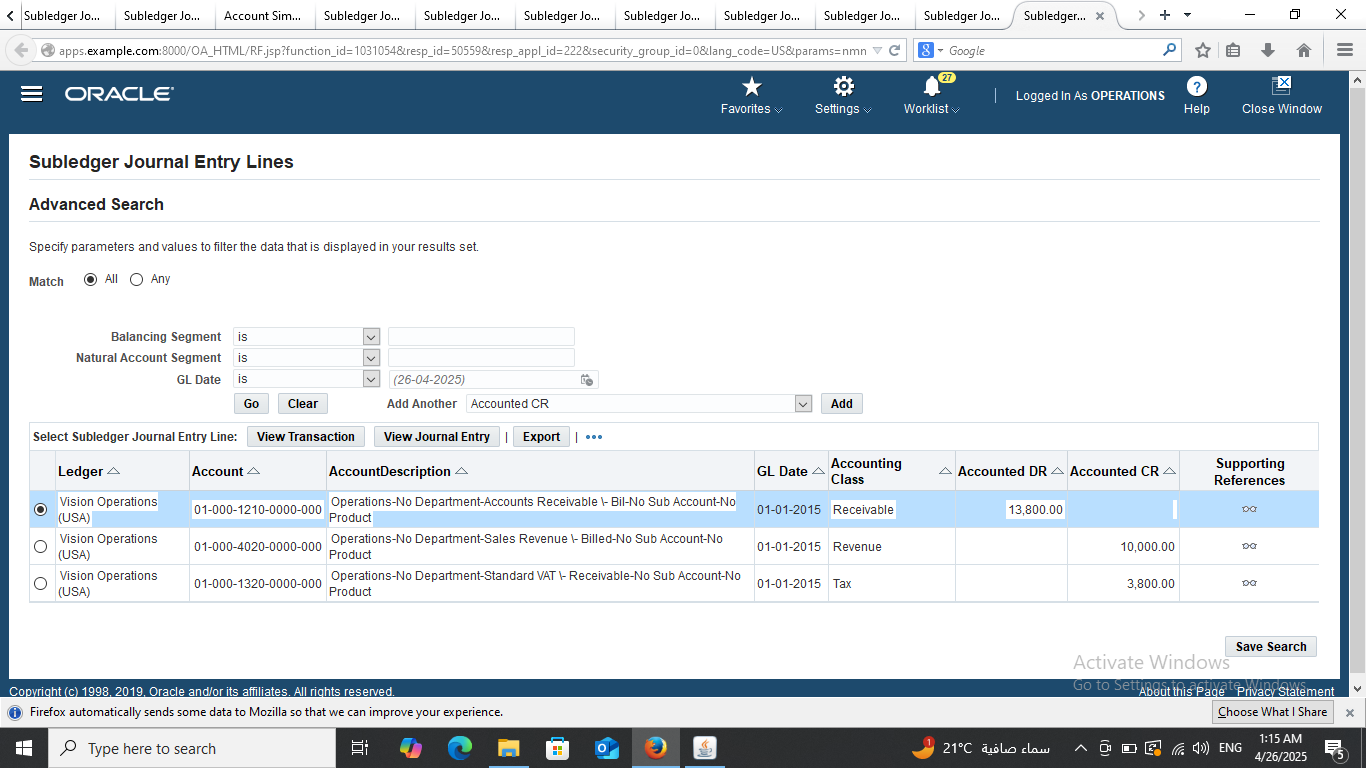 Subledger Jo...
Subledger Jo...
Account Sim...
Subledger Jo...
Subledger Jo...
Subledger Jo...
Subledger Jo...
Subledger Jo...
Subledger Jo...
Subledger Jo...
Subledger...
apps.example.com:8000/OA_HTML/RF.jsp?function_id=1031054&resp_id=50559&resp_appl_id=222&security_group_id=0&lang_code=US&params=nmn
8
Google
ORACLE
Favorites
Settings
27
Worklist
Logged In As OPERATIONS
Help
Close Window
Subledger Journal Entry Lines
Advanced Search
Specify parameters and values to filter the data that is displayed in your results set.
Match All Any
Balancing Segment is
Natural Account Segment is
GL Date is (26-04-2025)
Go Clear Add Another Accounted CR Add
Select Subledger Journal Entry Line: View Transaction View Journal Entry | Export | •••
Ledger Account AccountDescription GL Date Accounting Class Accounted DR Accounted CR Supporting References
Vision Operations (USA) 01-000-1210-0000-000 Operations-No Department-Accounts Receivable \- Bil-No Sub Account-No Product 01-01-2015 Receivable 13,800.00
Vision Operations (USA) 01-000-4020-0000-000 Operations-No Department-Sales Revenue \- Billed-No Sub Account-No Product 01-01-2015 Revenue 10,000.00
Vision Operations (USA) 01-000-1320-0000-000 Operations-No Department-Standard VAT \- Receivable-No Sub Account-No Product 01-01-2015 Tax 3,800.00
Save Search
Activate Windows
Go to Settings to activate Windows.
Copyright (c) 1998, 2019, Oracle and/or its affiliates. All rights reserved.
About this Page Privacy Statement
Firefox automatically sends some data to Mozilla so that we can improve your experience.
Choose What I Share
Type here to search
21°C سماء صافية
ENG
1:15 AM
4/26/2025
5